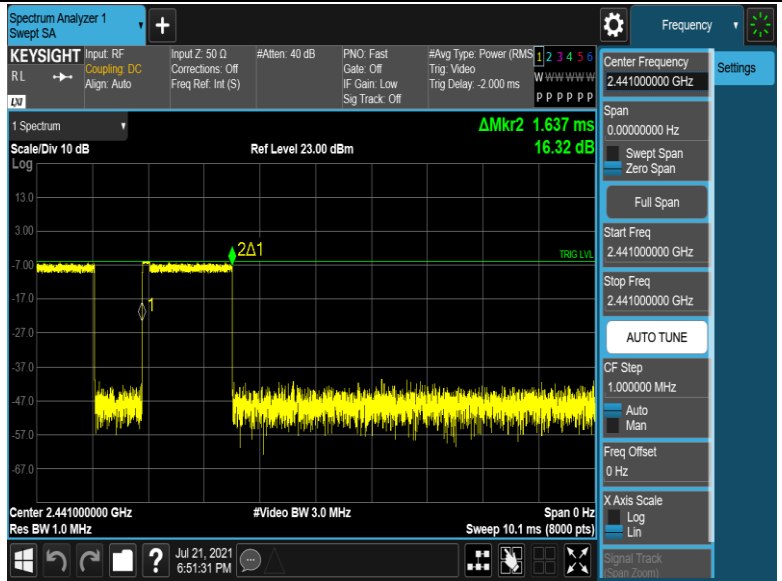 Spectrum Analyzer 1
Swept SA
+
Frequency
KEYSIGHT
RL
LXI
Input: RF
Coupling: DC
Align: Auto
Input Z: 50 Ω
Corrections: Off
Freq Ref: Int (S)
#Atten: 40 dB
PNO: Fast
Gate: Off
IF Gain: Low
Sig Track: Off
#Avg Type: Power (RMS
Trig: Video
Trig Delay: -2.000 ms
1 2 3 4 5 6
W W W W W W
P P P P P P
1 Spectrum
ΔMkr2 1.637 ms
16.32 dB
Scale/Div 10 dB
Ref Level 23.00 dBm
Log
13.0
3.00
-7.00
-17.0
-27.0
-37.0
-47.0
-57.0
-67.0
2Δ1
1
TRIG LVL
Center 2.441000000 GHz
#Video BW 3.0 MHz
Span 0 Hz
Res BW 1.0 MHz
Sweep 10.1 ms (8000 pts)
?
Jul 21, 2021
6:51:31 PM
Center Frequency
2.441000000 GHz
Settings
Span
0.00000000 Hz
Swept Span
Zero Span
Full Span
Start Freq
2.441000000 GHz
Stop Freq
2.441000000 GHz
AUTO TUNE
CF Step
1.000000 MHz
Auto
Man
Freq Offset
0 Hz
X Axis Scale
Log
Lin
Signal Track
(Span Zoom)